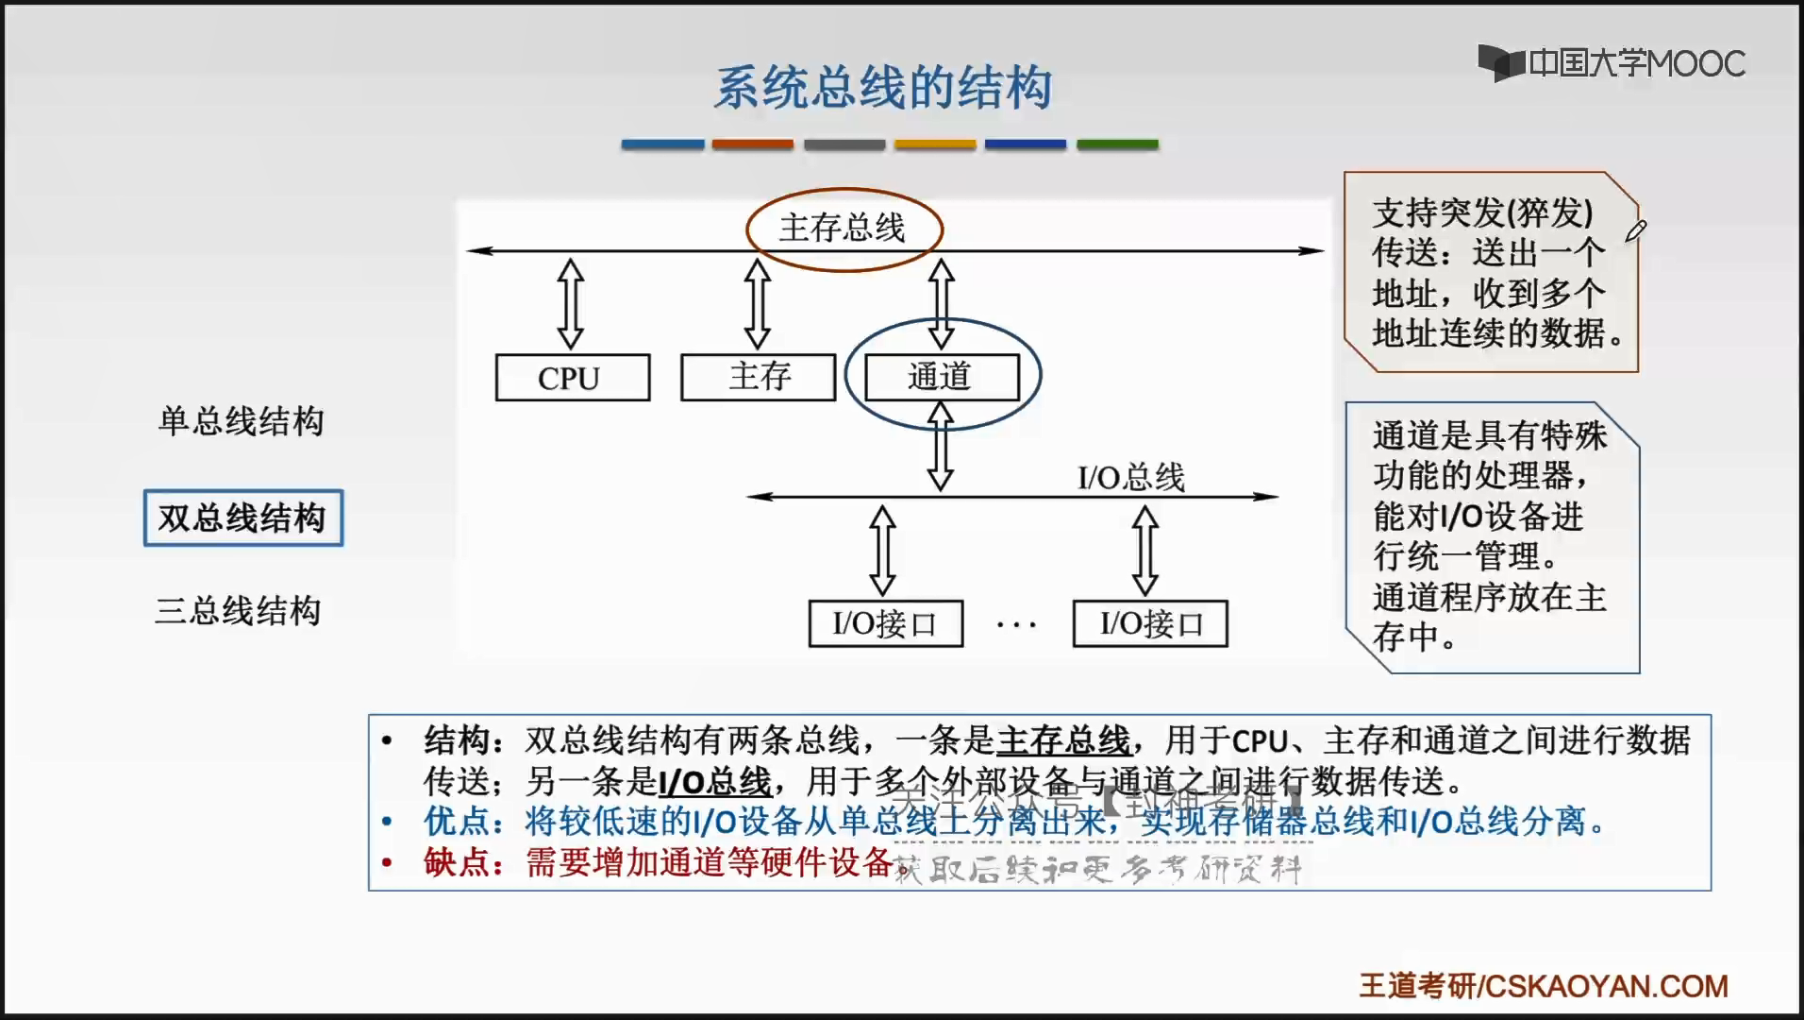 中国大学MOOC
系统总线的结构
主存总线
CPU
主存
通道
I/O总线
I/O接口
···
I/O接口
单总线结构
双总线结构
三总线结构
支持突发(猝发)
传送：送出一个
地址，收到多个
地址连续的数据。
通道是具有特殊
功能的处理器，
能对I/O设备进
行统一管理。
通道程序放在主
存中。
• 结构：双总线结构有两条总线，一条是主存总线，用于CPU、主存和通道之间进行数据
传送；另一条是I/O总线，用于多个外部设备与通道之间进行数据传送。
• 优点：将较低速的I/O设备从单总线上分离出来，实现存储器总线和I/O总线分离。
• 缺点：需要增加通道等硬件设备。
关注公众号【封神考研】
获取后续和更多考研资料
王道考研/CSKAOYAN.COM